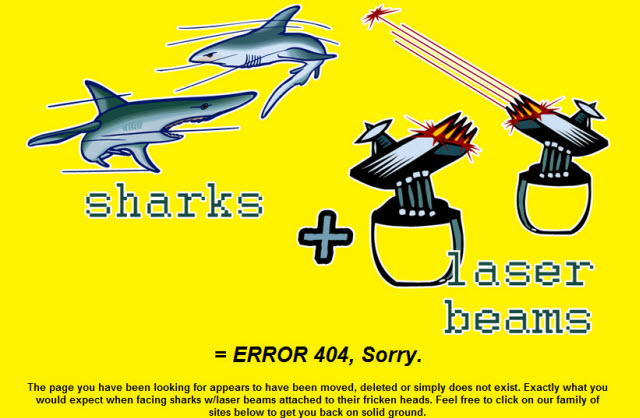 sharks
+
laser
beams
= ERROR 404, Sorry.
The page you have been looking for appears to have been moved, deleted or simply does not exist. Exactly what you
would expect when facing sharks w/laser beams attached to their fricken heads. Feel free to click on our family of
sites below to get you back on solid ground.